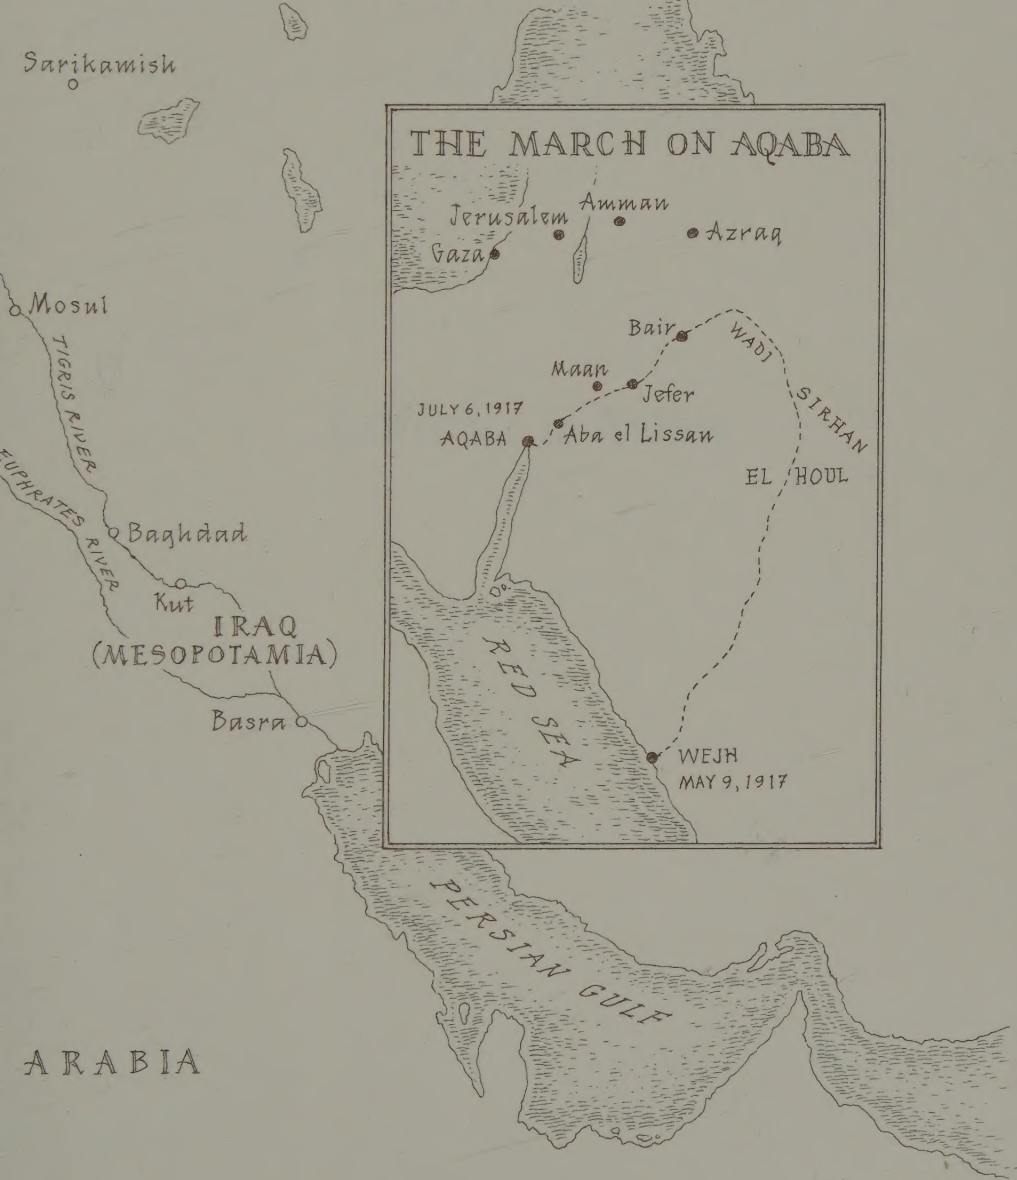 Sarikamish
THE MARCH ON AQABA
Amman
Jerusalem
Azraq
Gaza
Mosul
Bair
WADI SIRHAN
TIGRIS RIVER
Maan
Jefer
JULY 6, 1917
AQABA
Aba el Lissan
EUPHRATES RIVER
EL HOUL
Baghdad
Kut
IRAQ
(MESOPOTAMIA)
RED SEA
Basra
WEJH
MAY 9, 1917
PERSIAN GULF
ARABIA